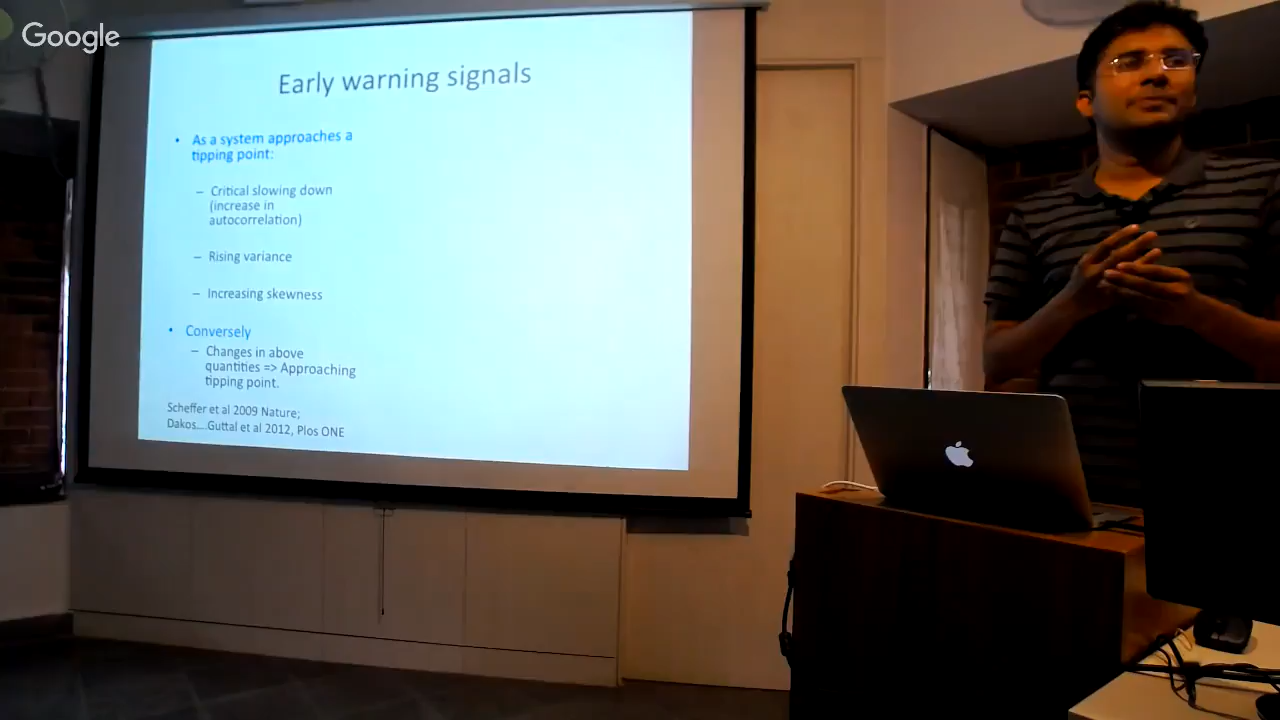 Google
Early warning signals
• As a system approaches a
tipping point:
– Critical slowing down
(increase in
autocorrelation)
– Rising variance
– Increasing skewness
• Conversely
– Changes in above
quantities => Approaching
tipping point.
Scheffer et al 2009 Nature;
Dakos....Guttal et al 2012, Plos ONE